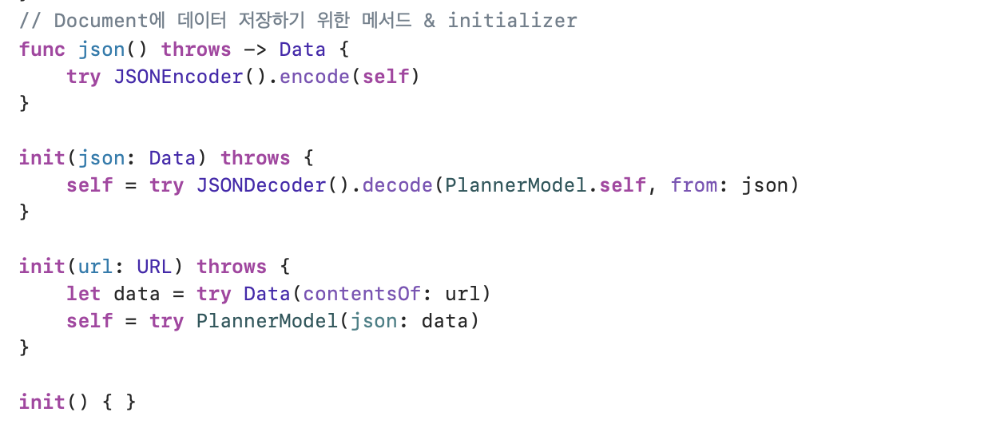 // Document에 데이터 저장하기 위한 메서드 & initializer
func json() throws -> Data {
    try JSONEncoder().encode(self)
}
init(json: Data) throws {
    self = try JSONDecoder().decode(PlannerModel.self, from: json)
}
init(url: URL) throws {
    let data = try Data(contentsOf: url)
    self = try PlannerModel(json: data)
}
init() { }